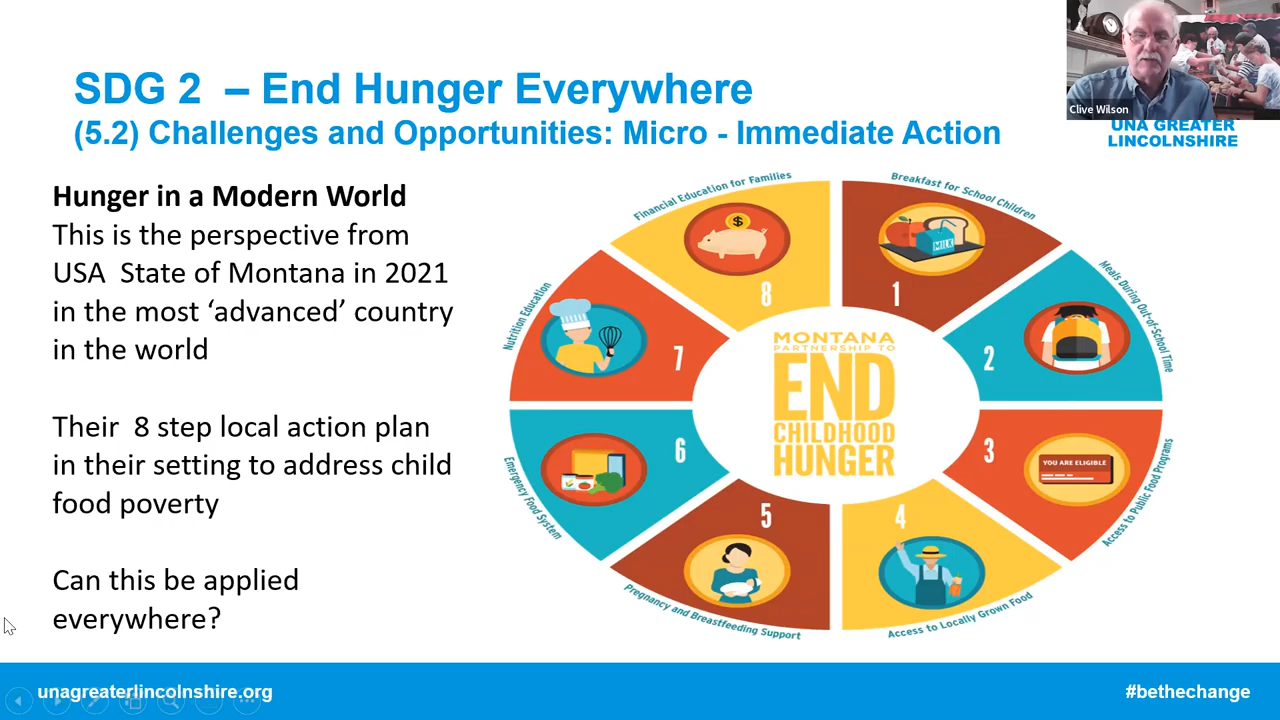 SDG 2 – End Hunger Everywhere
(5.2) Challenges and Opportunities: Micro - Immediate Action
Clive Wilson
UNA GREATER
LINCOLNSHIRE
Hunger in a Modern World
This is the perspective from
USA State of Montana in 2021
in the most ‘advanced’ country
in the world
Their 8 step local action plan
in their setting to address child
food poverty
Can this be applied
everywhere?
Breakfast for School Children
MILK
1
Meals During Out-of-School Time
2
Access to Public Food Programs
YOU ARE ELIGIBLE
3
Access to Locally Grown Food
4
Pregnancy and Breastfeeding Support
5
Emergency Food System
6
Nutrition Education
7
Financial Education for Families
$
8
MONTANA
PARTNERSHIP TO
END
CHILDHOOD
HUNGER
unagreaterlincolnshire.org
#bethechange